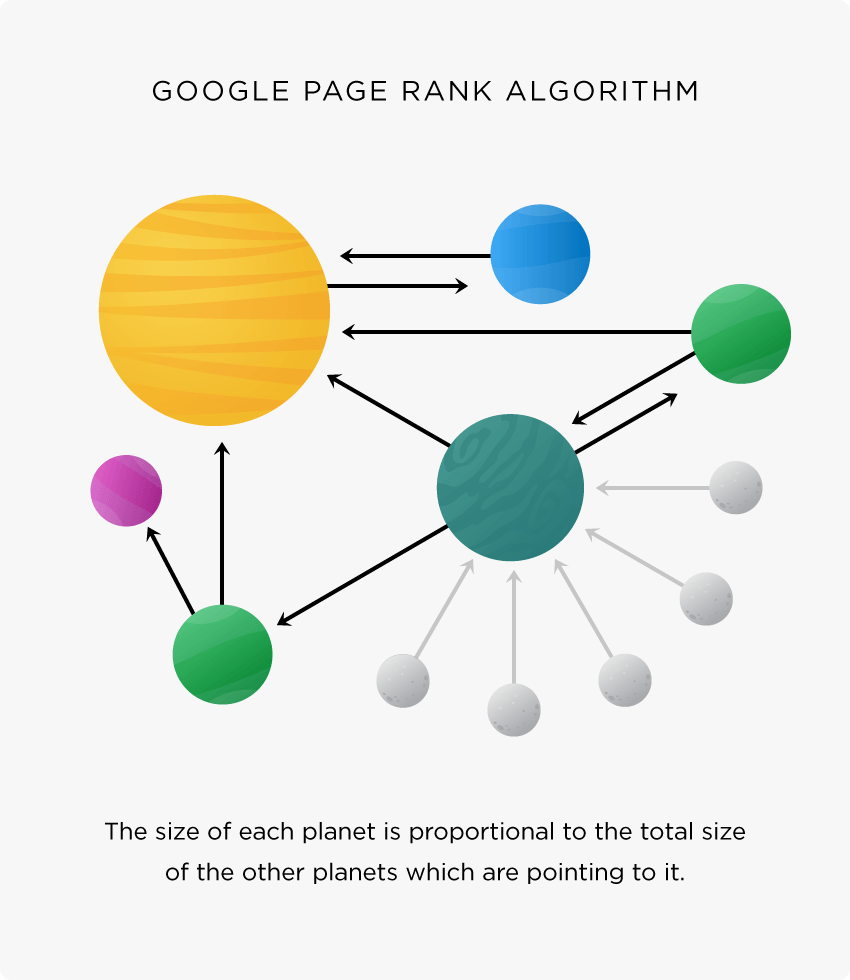 GOOGLE PAGE RANK ALGORITHM
The size of each planet is proportional to the total size
of the other planets which are pointing to it.